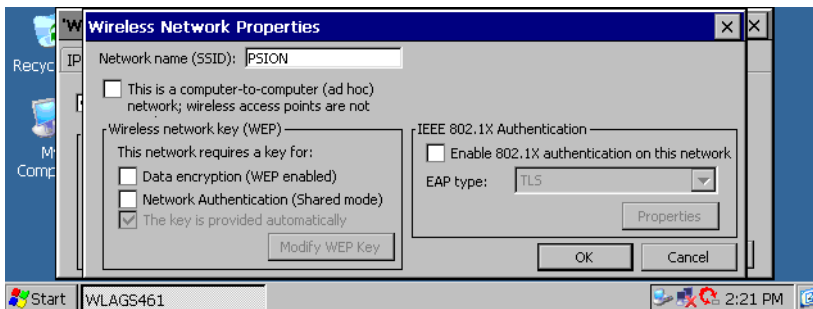 'W Wireless Network Properties
Recyc
IP
Network name (SSID): PSION
This is a computer-to-computer (ad hoc)
network; wireless access points are not
Wireless network key (WEP)
This network requires a key for:
Data encryption (WEP enabled)
Network Authentication (Shared mode)
The key is provided automatically
Modify WEP Key
IEEE 802.1X Authentication
Enable 802.1X authentication on this network
EAP type: TLS
Properties
OK Cancel
My
Comp
Start WLAGS461 2:21 PM